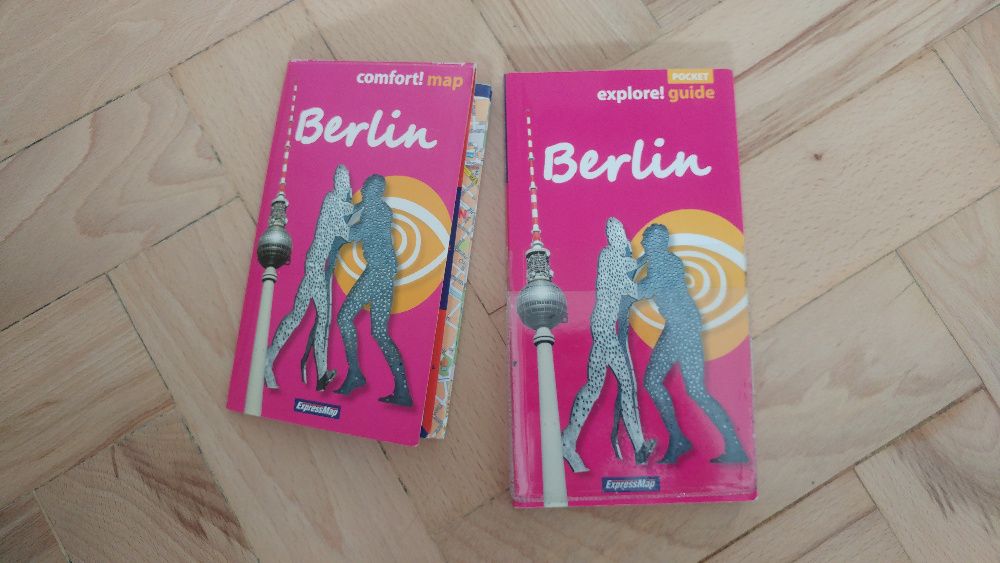 comfort! map
Berlin
ExpressMap
POCKET
explore! guide
Berlin
ExpressMap